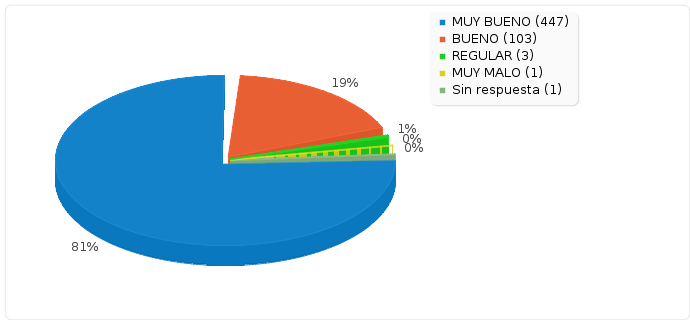 MUY BUENO (447)
BUENO (103)
REGULAR (3)
MUY MALO (1)
Sin respuesta (1)
19%
1%
0%
0%
81%